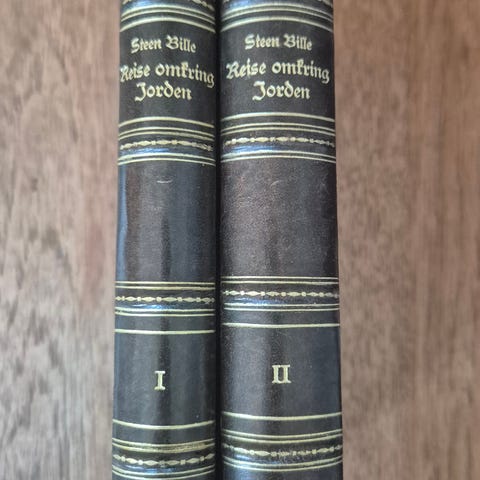 Steen Bille
Reise omkring
Jorden
I
Steen Bille
Reise omkring
Jorden
II